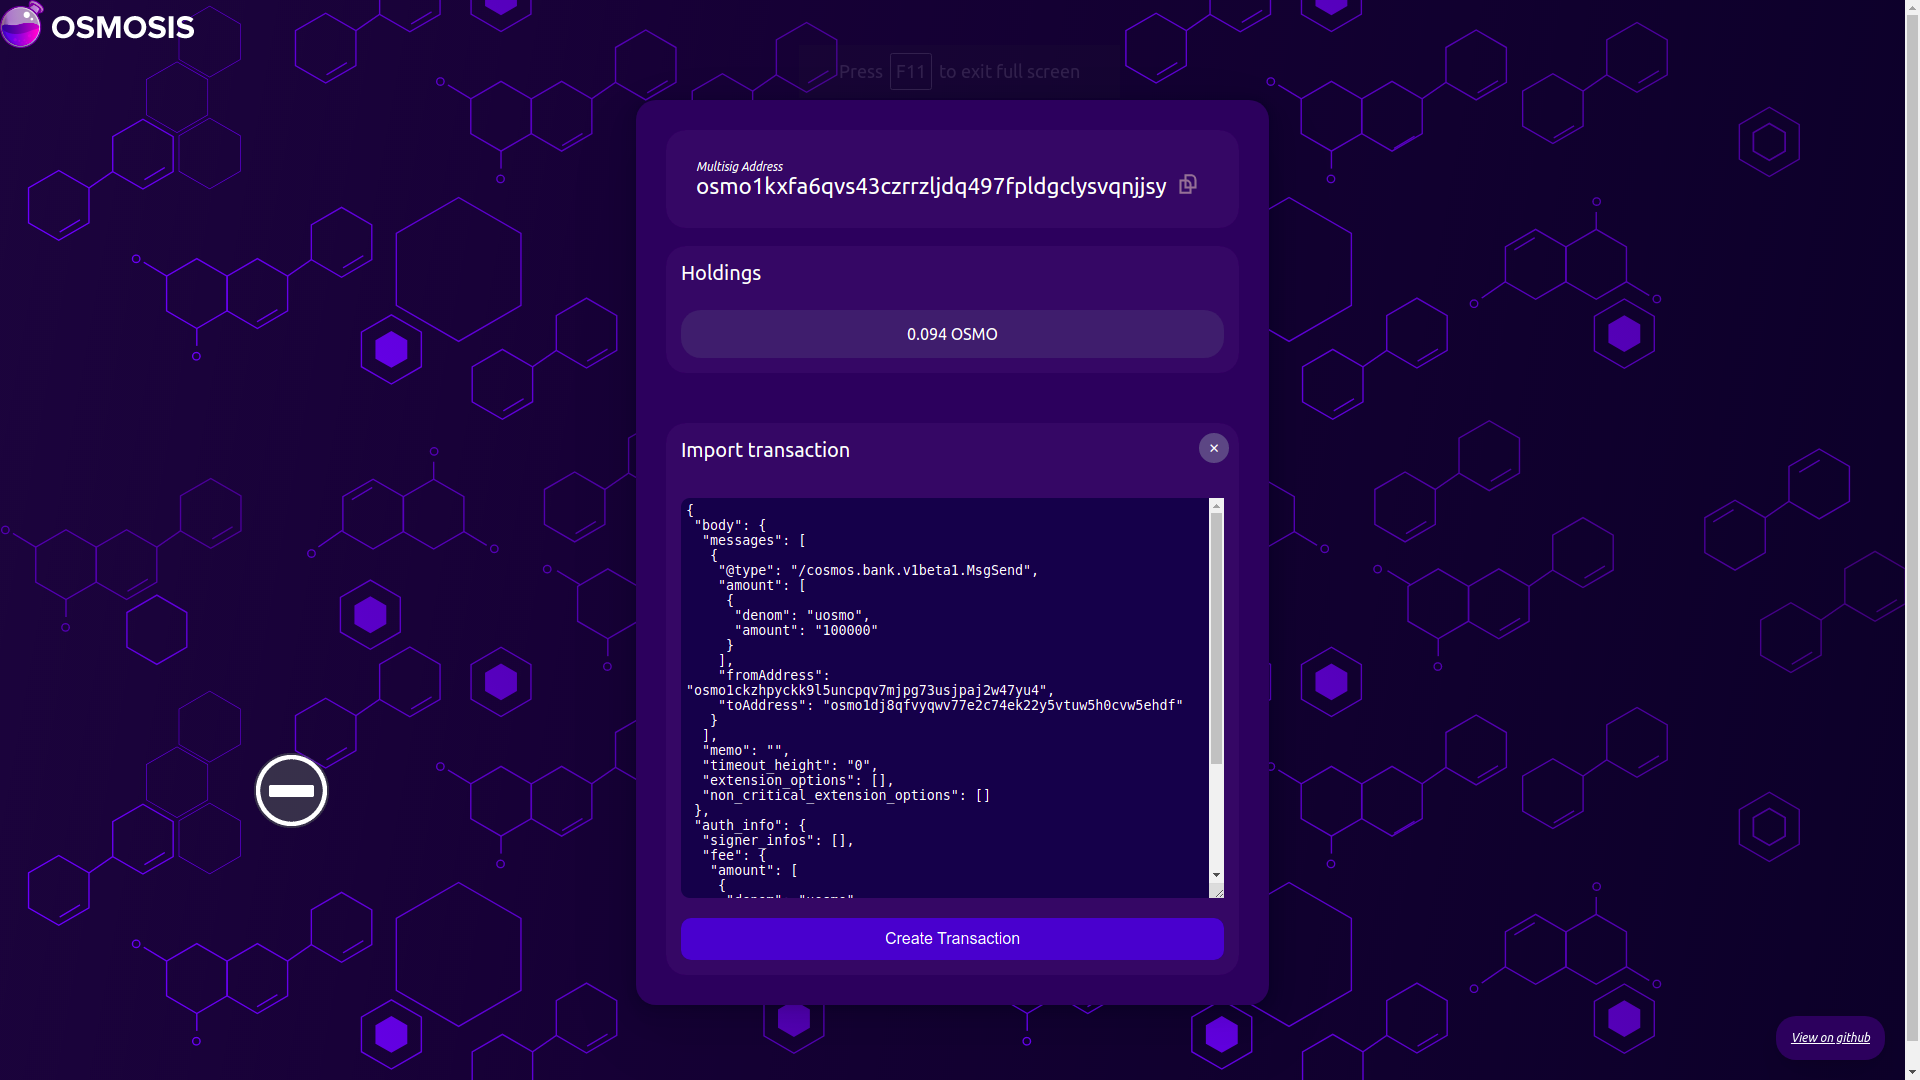 OSMOSIS
Press F11 to exit full screen
Multisig Address
osmo1kxfa6qvs43czrrzljdq497fpldgclysvqnjjsy
Holdings
0.094 OSMO
Import transaction
{
"body": {
"messages": [
{
"@type": "/cosmos.bank.v1beta1.MsgSend",
"amount": [
{
"denom": "uosmo",
"amount": "100000"
}
],
"fromAddress":
"osmo1ckzhpyckk9l5uncpqv7mjpg73usjpaj2w47yu4",
"toAddress": "osmo1dj8qfvyqwv77e2c74ek22y5vtuw5h0cvw5ehdf"
}
],
"memo": "",
"timeout_height": "0",
"extension_options": [],
"non_critical_extension_options": []
},
"auth_info": {
"signer_infos": [],
"fee": {
"amount": [
{
"denom": "uosmo"
Create Transaction
View on github